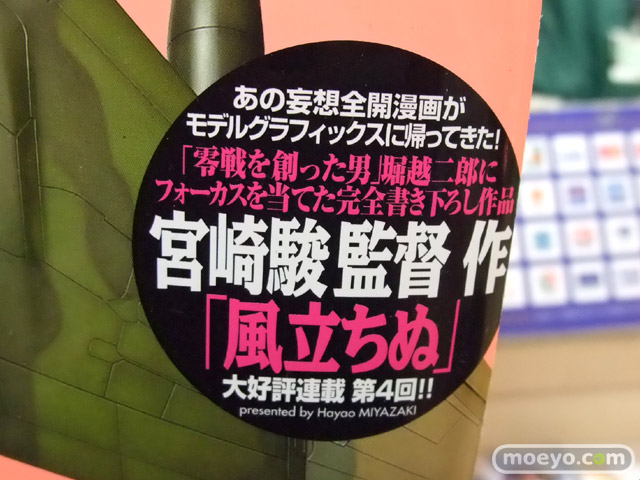 あの妄想全開漫画が
モデルグラフィックスに帰ってきた!
「零戦を創った男」堀越二郎に
フォーカスを当てた完全書き下ろし作品
宮崎駿 監督 作
「風立ちぬ」
大好評連載 第4回!!
presented by Hayao MIYAZAKI
moeyo.com